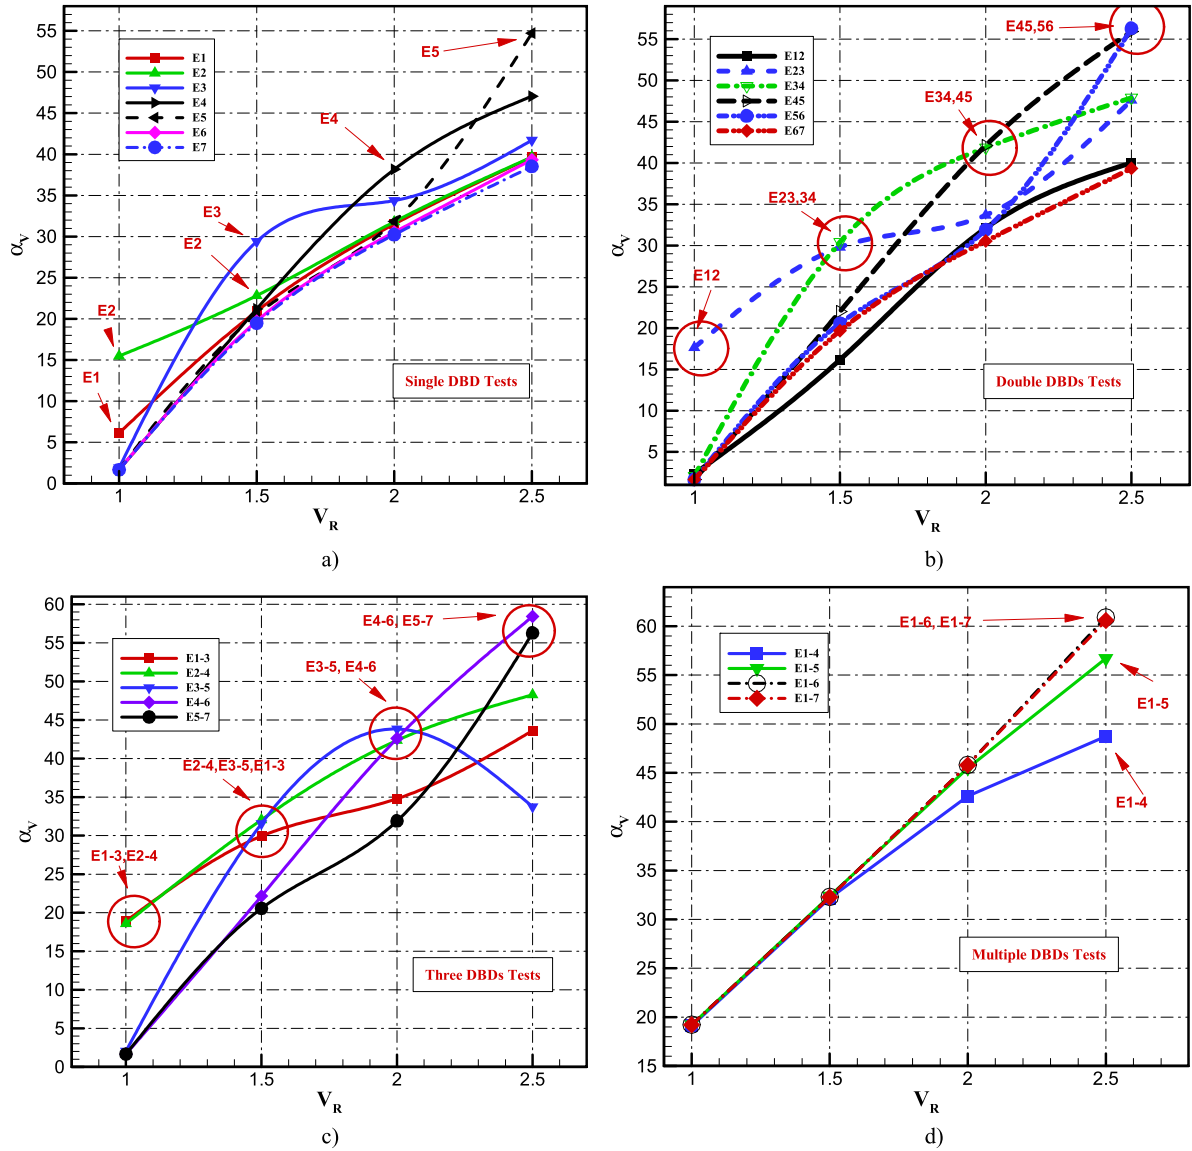 55
50
45
40
35
30
25
20
15
10
5
0
α_V
1
1.5
2
2.5
V_R
E1
E2
E3
E4
E5
E6
E7
E5
E4
E3
E2
E2
E1
Single DBD Tests
a)
55
50
45
40
35
30
25
20
15
10
5
α_V
1
1.5
2
2.5
V_R
E12
E23
E34
E45
E56
E67
E45,56
E34,45
E23,34
E12
Double DBDs Tests
b)
60
55
50
45
40
35
30
25
20
15
10
5
0
α_V
1
1.5
2
2.5
V_R
E1-3
E2-4
E3-5
E4-6
E5-7
E4-6, E5-7
E3-5, E4-6
E2-4,E3-5,E1-3
E1-3,E2-4
Three DBDs Tests
c)
60
55
50
45
40
35
30
25
20
15
α_V
1
1.5
2
2.5
V_R
E1-4
E1-5
E1-6
E1-7
E1-6, E1-7
E1-5
E1-4
Multiple DBDs Tests
d)